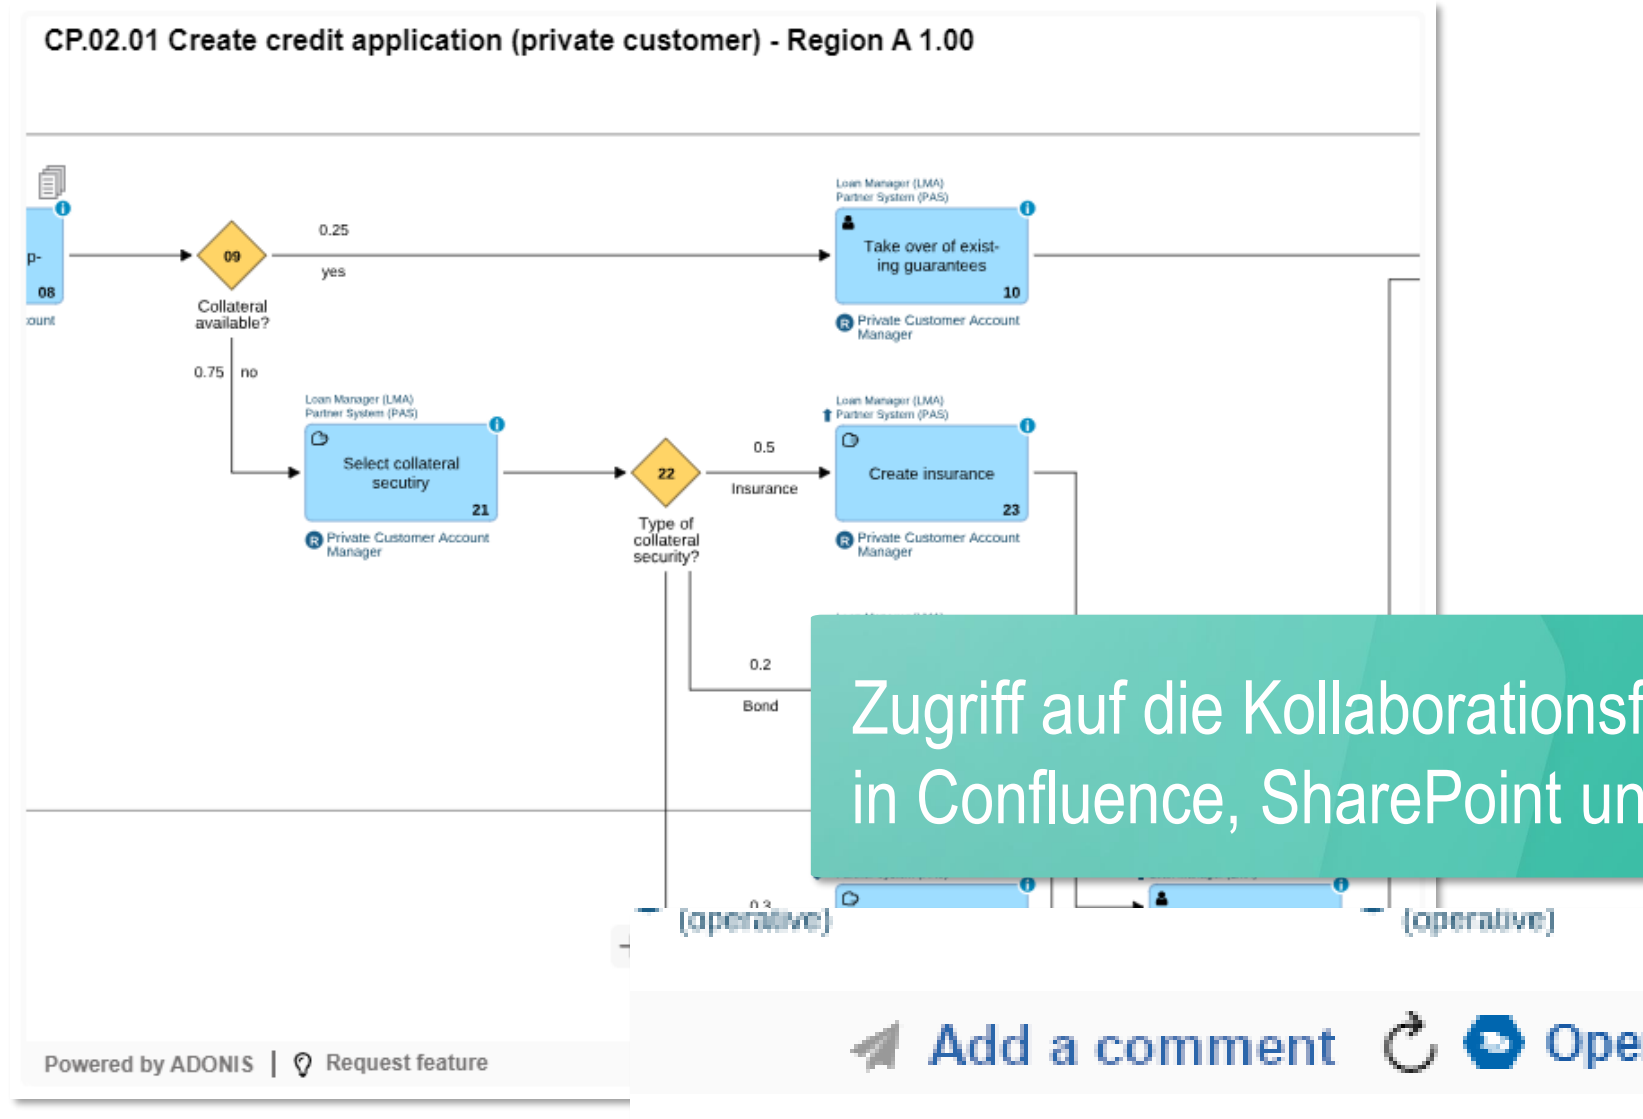 CP.02.01 Create credit application (private customer) - Region A 1.00
Loan Manager (LMA)
Partner System (PAS)
0.25
09
yes
Take over of exist-
ing guarantees
10
p-
08
Collateral
available?
Private Customer Account
Manager
ount
0.75
no
Loan Manager (LMA)
Partner System (PAS)
Loan Manager (LMA)
Partner System (PAS)
0.5
Select collateral
secutiry
22
Create insurance
Insurance
21
23
Type of
collateral
security?
R Private Customer Account
Manager
R Private Customer Account
Manager
0.2
Bond
Zugriff auf die Kollaborationsf
in Confluence, SharePoint un
0.3
(operative)
(operative)
Add a comment
Ope
Powered by ADONIS | Request feature